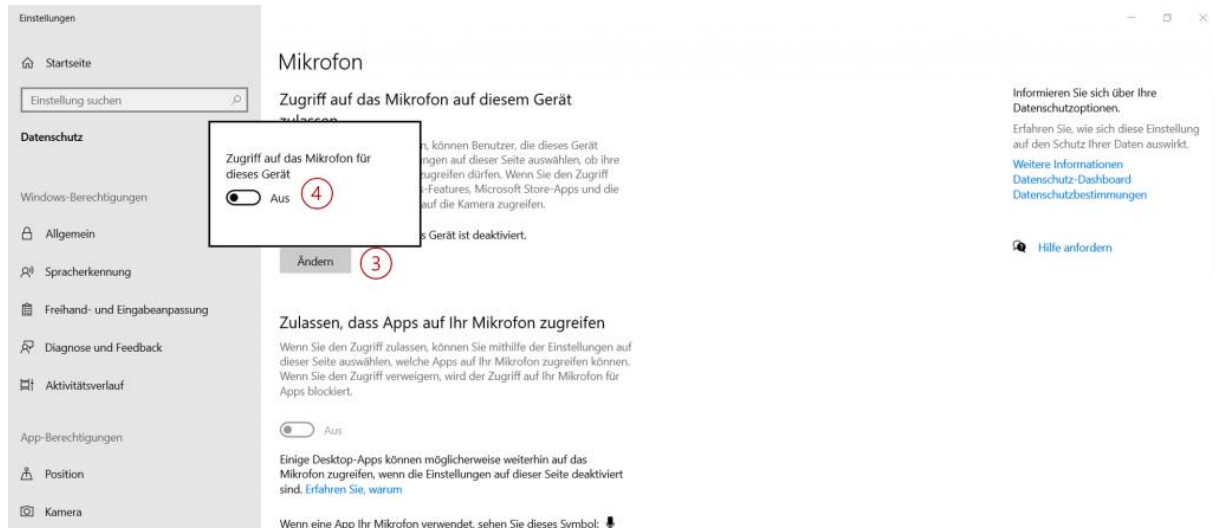 Einstellungen
Startseite
Einstellung suchen
Datenschutz
Windows-Berechtigungen
Allgemein
Spracherkennung
Freihand- und Eingabeanpassung
Diagnose und Feedback
Aktivitätsverlauf
App-Berechtigungen
Position
Kamera
Mikrofon
Zugriff auf das Mikrofon auf diesem Gerät
zulassen
Zugriff auf das Mikrofon für
dieses Gerät
Aus 4
können Benutzer, die dieses Gerät
ngen auf dieser Seite auswählen, ob ihre
zugreifen dürfen. Wenn Sie den Zugriff
-Features, Microsoft Store-Apps und die
auf die Kamera zugreifen.
s Gerät ist deaktiviert.
Ändern 3
Zulassen, dass Apps auf Ihr Mikrofon zugreifen
Wenn Sie den Zugriff zulassen, können Sie mithilfe der Einstellungen auf
dieser Seite auswählen, welche Apps auf Ihr Mikrofon zugreifen können.
Wenn Sie den Zugriff verweigern, wird der Zugriff auf Ihr Mikrofon für
Apps blockiert.
Aus
Einige Desktop-Apps können möglicherweise weiterhin auf das
Mikrofon zugreifen, wenn die Einstellungen auf dieser Seite deaktiviert
sind. Erfahren Sie, warum
Wenn eine App Ihr Mikrofon verwendet, sehen Sie dieses Symbol:
Informieren Sie sich über Ihre
Datenschutzoptionen.
Erfahren Sie, wie sich diese Einstellung
auf den Schutz Ihrer Daten auswirkt.
Weitere Informationen
Datenschutz-Dashboard
Datenschutzbestimmungen
Hilfe anfordern